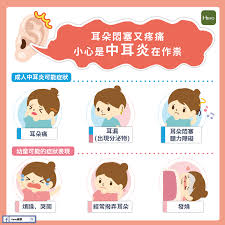 Heho
耳朵悶塞又疼痛
小心是中耳炎在作祟
成人中耳炎可能症狀
耳朵痛
耳漏
(出現分泌物)
耳朵悶塞
聽力障礙
幼童可能的症狀表現
煩躁、哭鬧
經常撥弄耳朵
發燒